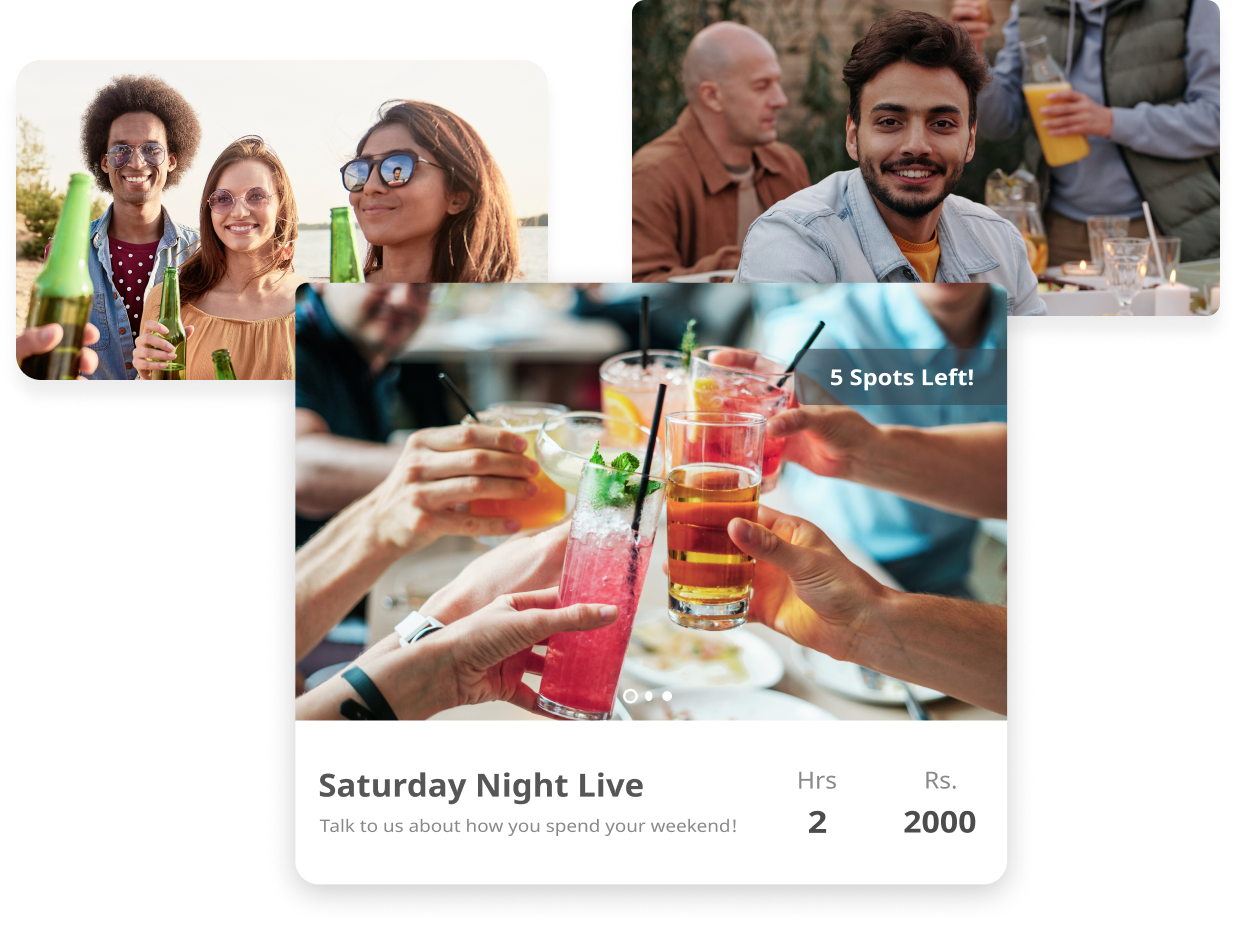 5 Spots Left!
Saturday Night Live
Talk to us about how you spend your weekend!
Hrs
2
Rs.
2000